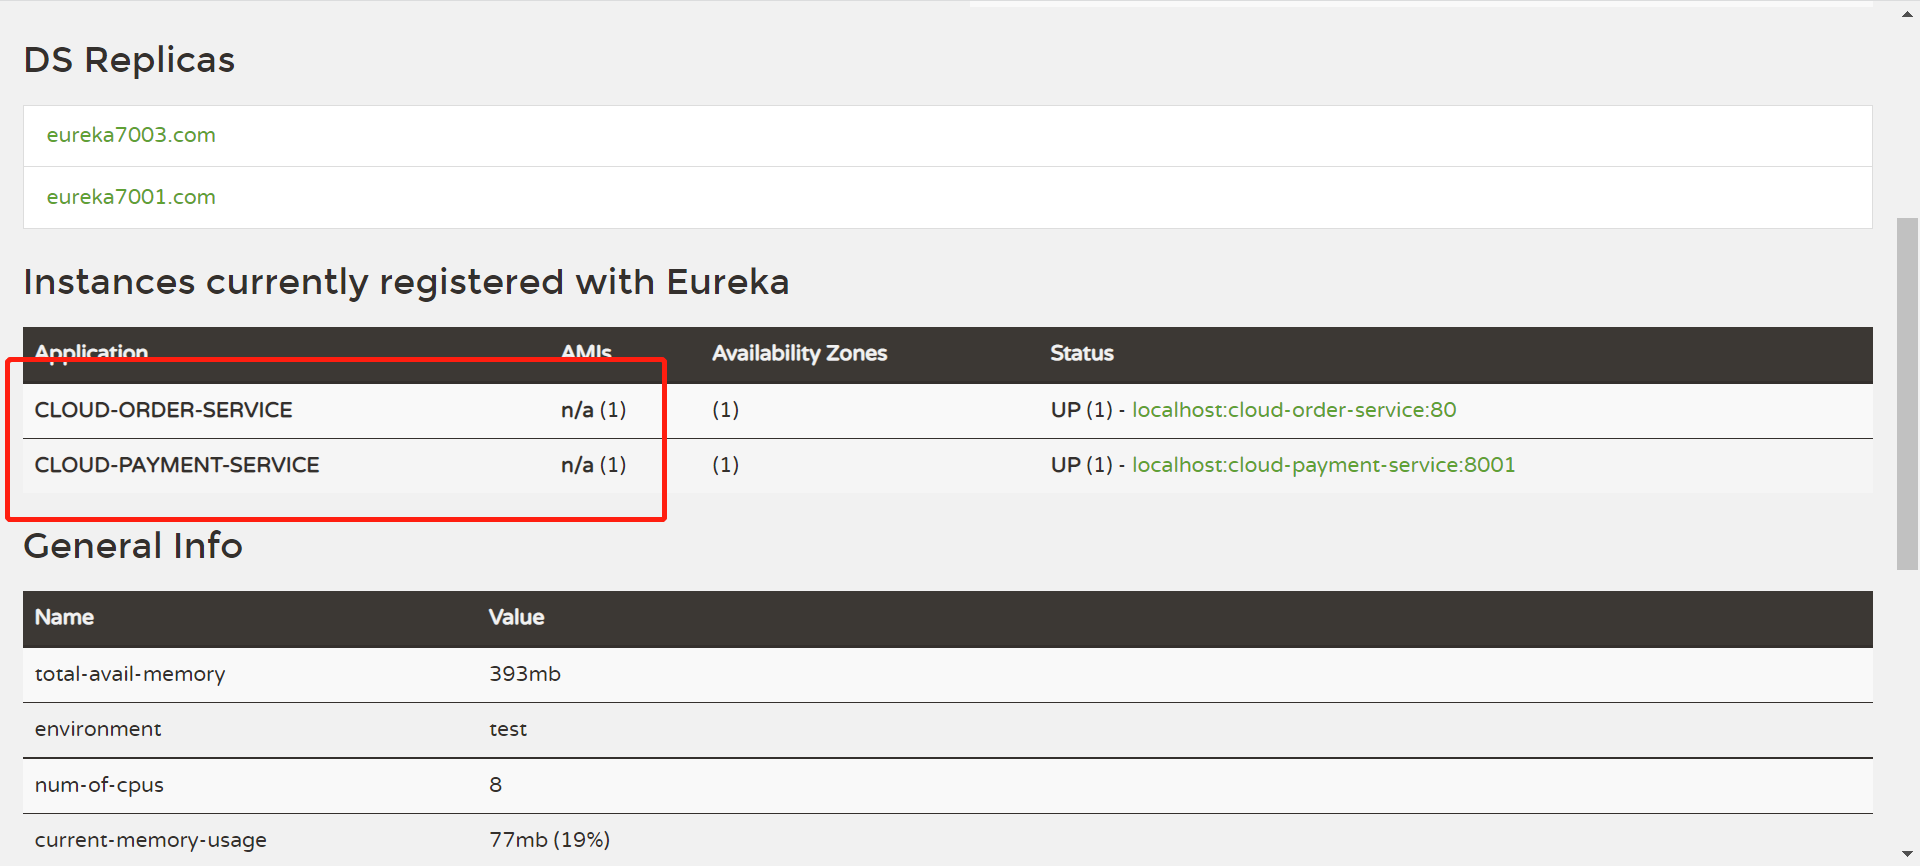 DS Replicas
eureka7003.com
eureka7001.com
Instances currently registered with Eureka
Application AMIs Availability Zones Status
CLOUD-ORDER-SERVICE n/a (1) (1) UP (1) - localhost:cloud-order-service:80
CLOUD-PAYMENT-SERVICE n/a (1) (1) UP (1) - localhost:cloud-payment-service:8001
General Info
Name Value
total-avail-memory 393mb
environment test
num-of-cpus 8
current-memory-usage 77mb (19%)